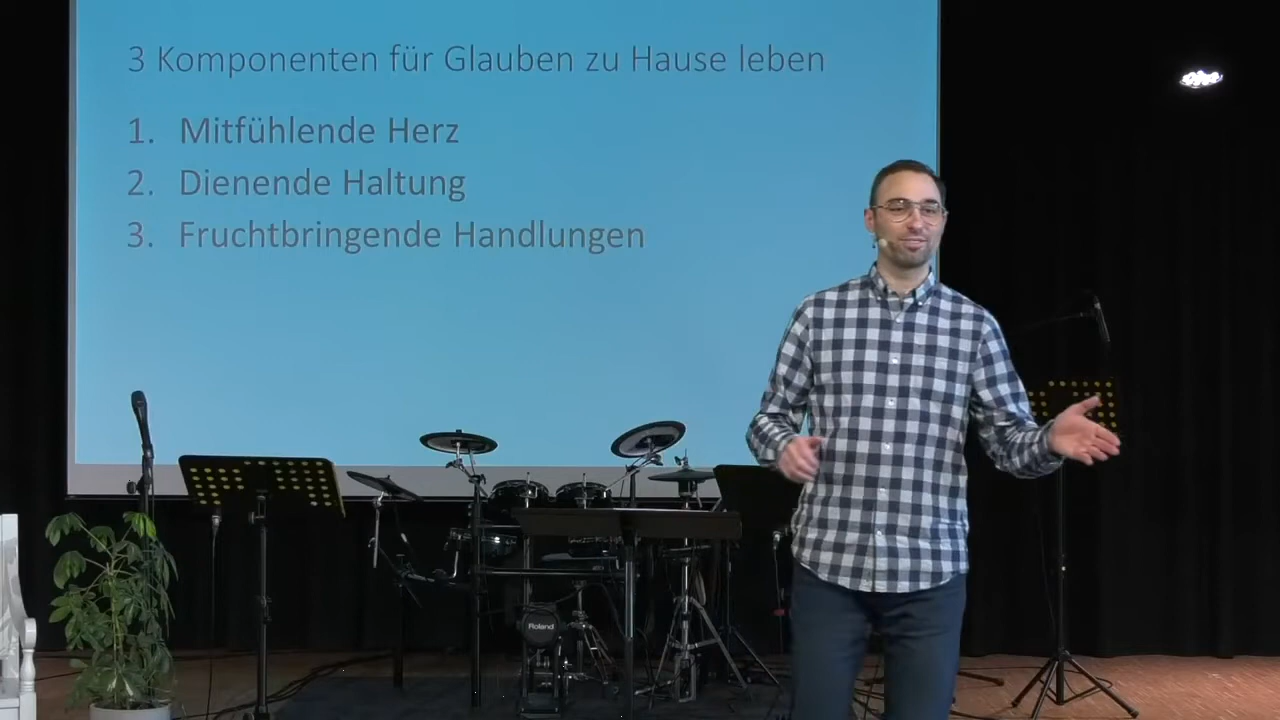 3 Komponenten für Glauben zu Hause leben
1. Mitfühlende Herz
2. Dienende Haltung
3. Fruchtbringende Handlungen
Roland